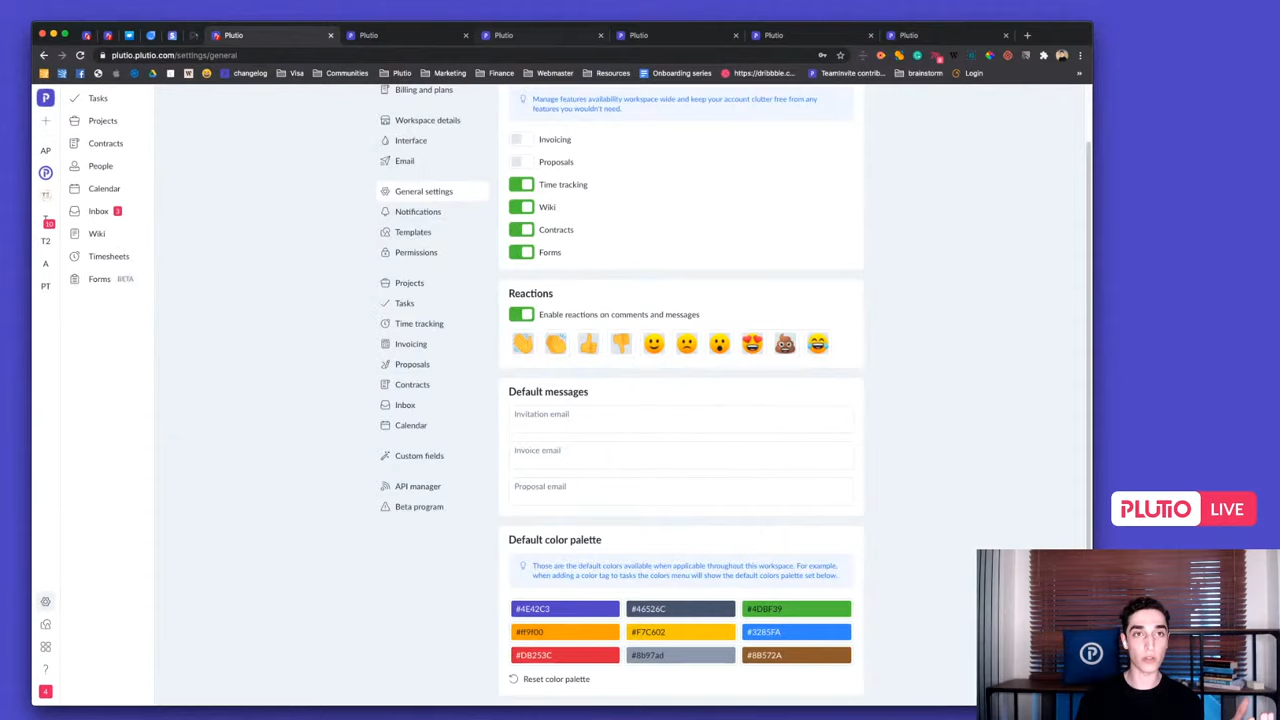 Plutio
Plutio
Plutio
Plutio
Plutio
Plutio
plutio.plutio.com/settings/general
changelog
Visa
Communities
Plutio
Marketing
Finance
Webmaster
Resources
Onboarding series
https://dribbble.c...
TeamInvite contrib...
brainstorm
Login
»
AP
10
T2
A
PT
4
Tasks
Projects
Contracts
People
Calendar
Inbox 3
Wiki
Timesheets
Forms BETA
Billing and plans
Workspace details
Interface
Email
General settings
Notifications
Templates
Permissions
Projects
Tasks
Time tracking
Invoicing
Proposals
Contracts
Inbox
Calendar
Custom fields
API manager
Beta program
Manage features availability workspace wide and keep your account clutter free from any
features you wouldn't need.
Invoicing
Proposals
Time tracking
Wiki
Contracts
Forms
Reactions
Enable reactions on comments and messages
Default messages
Invitation email
Invoice email
Proposal email
Default color palette
Those are the default colors available when applicable throughout this workspace. For example,
when adding a color tag to tasks the colors menu will show the default colors palette set below.
#4E42C3 #46526C #4DBF39
#ff9f00 #F7C602 #3285FA
#DB253C #8b97ad #8B572A
Reset color palette
PLUTIO LIVE